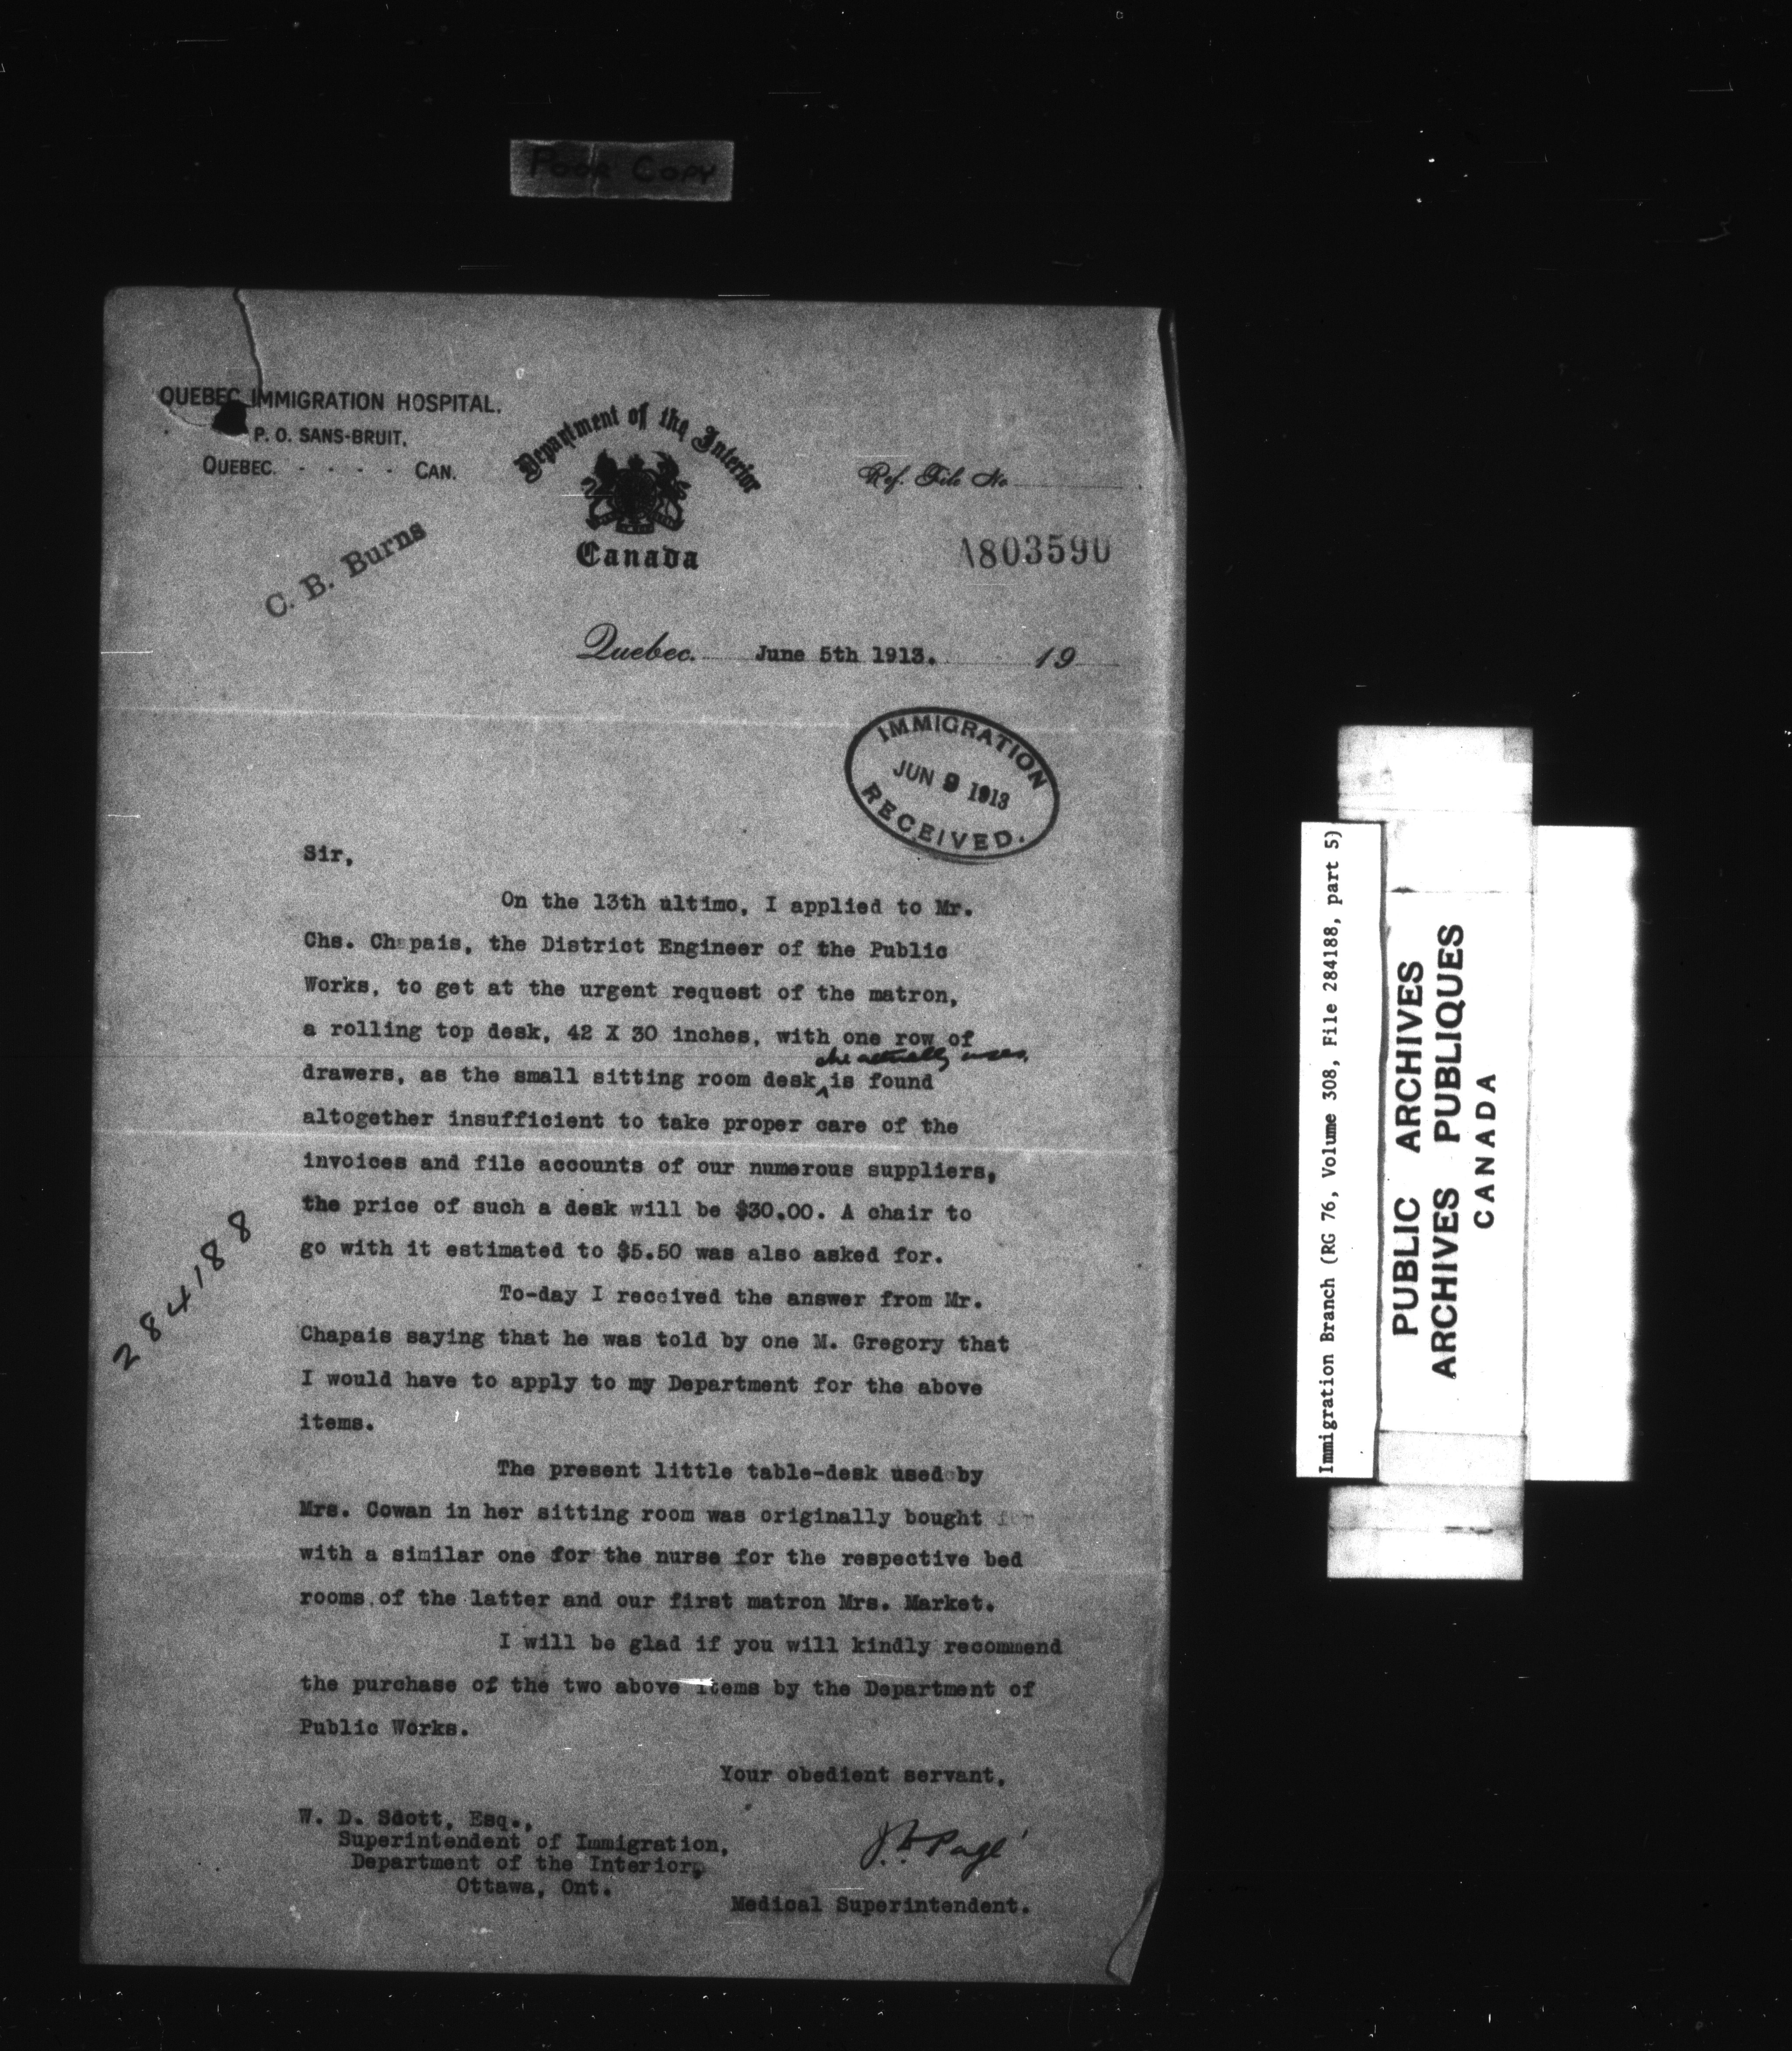 POOR COPY
QUEBEC IMMIGRATION HOSPITAL.
P. O. SANS-BRUIT.
QUEBEC. - - - - CAN.
Department of the Interior
Canada
Ref. File No
C. B. Burns
A803590
Quebec. June 5th 1913. 19
IMMIGRATION
JUN 9 1913
RECEIVED.
Sir,
On the 13th ultimo, I applied to Mr.
Chs. Chapais, the District Engineer of the Public
Works, to get at the urgent request of the matron,
a rolling top desk, 42 X 30 inches, with one row of
she actually uses,
drawers, as the small sitting room desk ^ is found
altogether insufficient to take proper care of the
invoices and file accounts of our numerous suppliers,
the price of such a desk will be $30.00. A chair to
go with it estimated to $5.50 was also asked for.
284188
To-day I received the answer from Mr.
Chapais saying that he was told by one M. Gregory that
I would have to apply to my Department for the above
items.
The present little table-desk used by
Mrs. Cowan in her sitting room was originally bought for
with a similar one for the nurse for the respective bed
rooms of the latter and our first matron Mrs. Market.
I will be glad if you will kindly recommend
the purchase of the two above items by the Department of
Public Works.
Your obedient servant,
W. D. Scott, Esq.,
Superintendent of Immigration,
Department of the Interior,
Ottawa, Ont.
J. D. Pagé
Medical Superintendent.
Immigration Branch (RG 76, Volume 308, File 284188, part 5)
PUBLIC ARCHIVES
ARCHIVES PUBLIQUES
CANADA